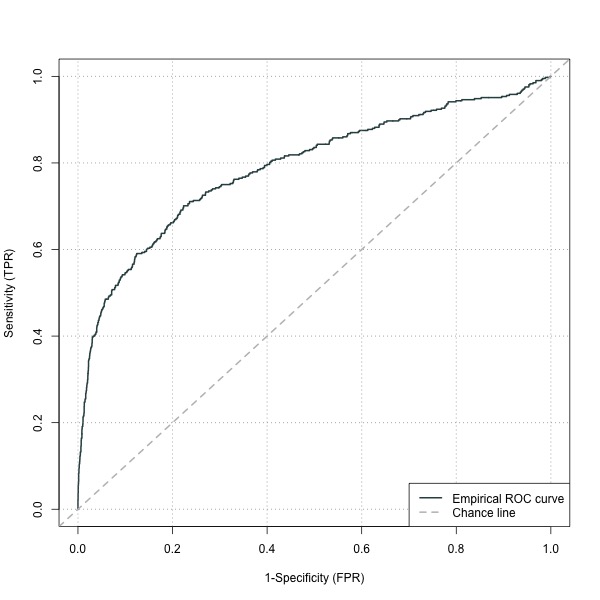 Sensitivity (TPR)
1.0
0.8
0.6
0.4
0.2
0.0
Empirical ROC curve
Chance line
0.0 0.2 0.4 0.6 0.8 1.0
1-Specificity (FPR)